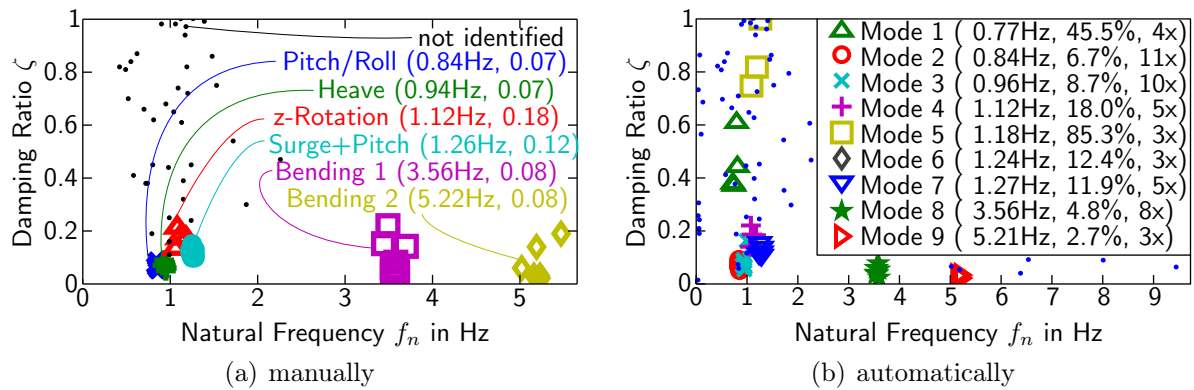 1
0.8
0.6
0.4
0.2
0
Damping Ratio ζ
not identified
Pitch/Roll (0.84Hz, 0.07)
Heave (0.94Hz, 0.07)
z-Rotation (1.12Hz, 0.18)
Surge+Pitch (1.26Hz, 0.12)
Bending 1 (3.56Hz, 0.08)
Bending 2 (5.22Hz, 0.08)
0 1 2 3 4 5
Natural Frequency fn in Hz
(a) manually
1
0.8
0.6
0.4
0.2
0
Damping Ratio ζ
Mode 1 ( 0.77Hz, 45.5%, 4x)
Mode 2 ( 0.84Hz, 6.7%, 11x)
Mode 3 ( 0.96Hz, 8.7%, 10x)
Mode 4 ( 1.12Hz, 18.0%, 5x)
Mode 5 ( 1.18Hz, 85.3%, 3x)
Mode 6 ( 1.24Hz, 12.4%, 3x)
Mode 7 ( 1.27Hz, 11.9%, 5x)
Mode 8 ( 3.56Hz, 4.8%, 8x)
Mode 9 ( 5.21Hz, 2.7%, 3x)
0 1 2 3 4 5 6 7 8 9
Natural Frequency fn in Hz
(b) automatically